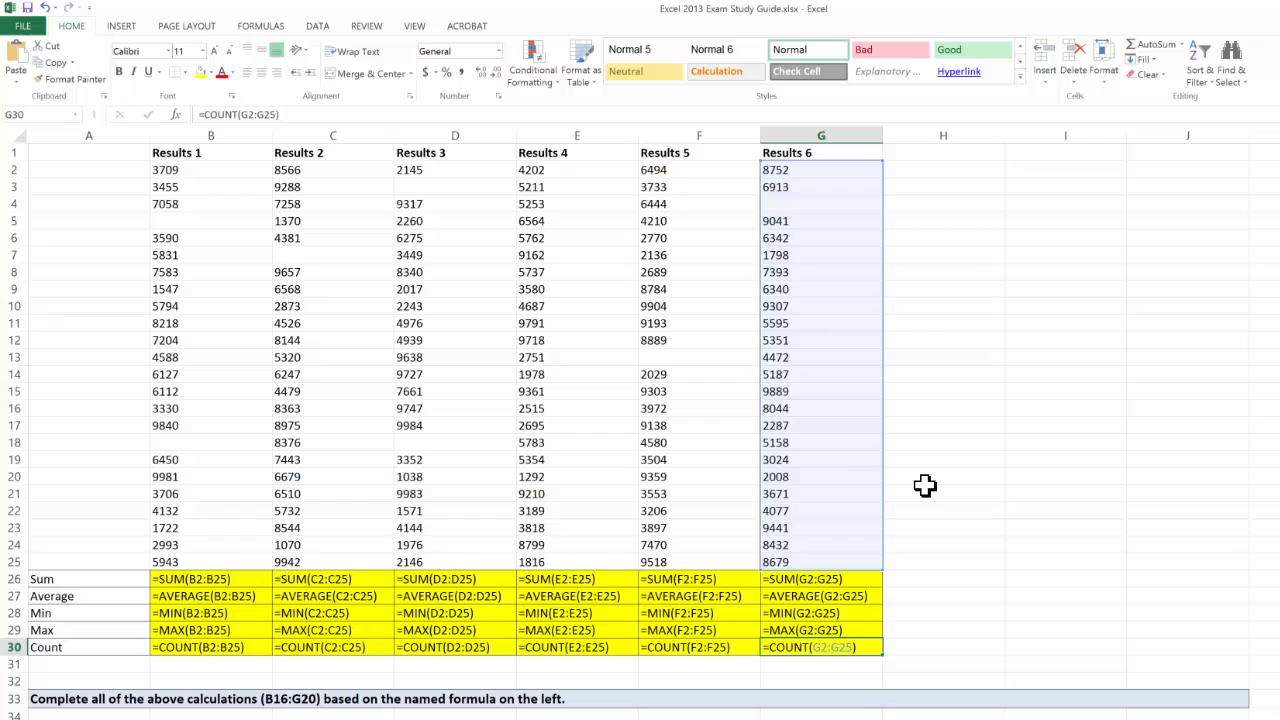 Excel 2013 Exam Study Guide.xlsx - Excel
FILE HOME INSERT PAGE LAYOUT FORMULAS DATA REVIEW VIEW ACROBAT
Paste Cut Copy Format Painter
Clipboard
Calibri 11
B I U A A A
Font
Wrap Text
Merge & Center
Alignment
General
$ % ,
Number
Conditional Formatting Format as Table
Normal 5 Normal 6 Normal Bad Good
Neutral Calculation Check Cell Explanatory ... Hyperlink
Styles
Insert Delete Format
Cells
AutoSum Fill Clear Sort & Filter Find & Select
Editing
G30 fx =COUNT(G2:G25)
A B C D E F G H I J
1 Results 1 Results 2 Results 3 Results 4 Results 5 Results 6
2 3709 8566 2145 4202 6494 8752
3 3455 9288 5211 3733 6913
4 7058 7258 9317 5253 6444
5 1370 2260 6564 4210 9041
6 3590 4381 6275 5762 2770 6342
7 5831 3449 9162 2136 1798
8 7583 9657 8340 5737 2689 7393
9 1547 6568 2017 3580 8784 6340
10 5794 2873 2243 4687 9904 9307
11 8218 4526 4976 9791 9193 5595
12 7204 8144 4939 9718 8889 5351
13 4588 5320 9638 2751 4472
14 6127 6247 9727 1978 2029 5187
15 6112 4479 7661 9361 9303 9889
16 3330 8363 9747 2515 3972 8044
17 9840 8975 9984 2695 9138 2287
18 8376 5783 4580 5158
19 6450 7443 3352 5354 3504 3024
20 9981 6679 1038 1292 9359 2008
21 3706 6510 9983 9210 3553 3671
22 4132 5732 1571 3189 3206 4077
23 1722 8544 4144 3818 3897 9441
24 2993 1070 1976 8799 7470 8432
25 5943 9942 2146 1816 9518 8679
26 Sum =SUM(B2:B25) =SUM(C2:C25) =SUM(D2:D25) =SUM(E2:E25) =SUM(F2:F25) =SUM(G2:G25)
27 Average =AVERAGE(B2:B25) =AVERAGE(C2:C25) =AVERAGE(D2:D25) =AVERAGE(E2:E25) =AVERAGE(F2:F25) =AVERAGE(G2:G25)
28 Min =MIN(B2:B25) =MIN(C2:C25) =MIN(D2:D25) =MIN(E2:E25) =MIN(F2:F25) =MIN(G2:G25)
29 Max =MAX(B2:B25) =MAX(C2:C25) =MAX(D2:D25) =MAX(E2:E25) =MAX(F2:F25) =MAX(G2:G25)
30 Count =COUNT(B2:B25) =COUNT(C2:C25) =COUNT(D2:D25) =COUNT(E2:E25) =COUNT(F2:F25) =COUNT(G2:G25)
31
32
33 Complete all of the above calculations (B16:G20) based on the named formula on the left.
34